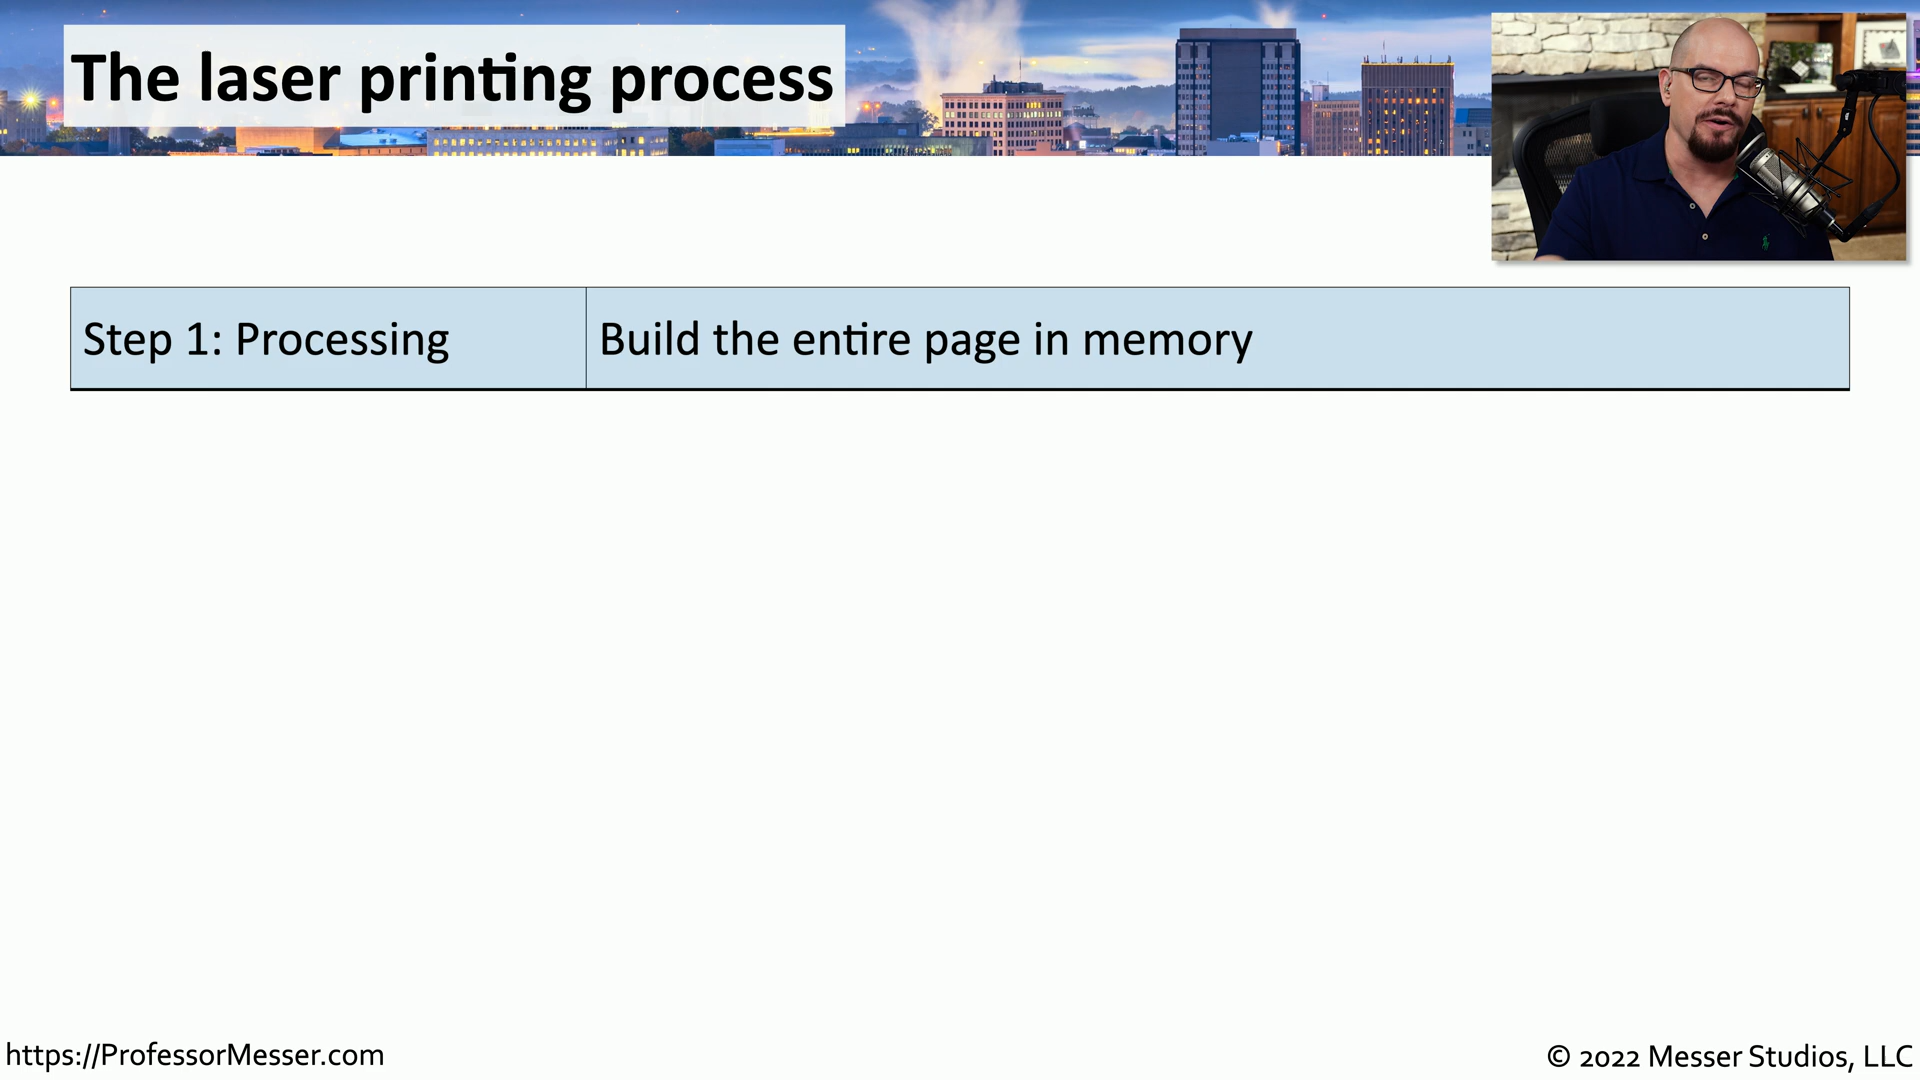 The laser printing process
Step 1: Processing
Build the entire page in memory
https://ProfessorMesser.com
© 2022 Messer Studios, LLC